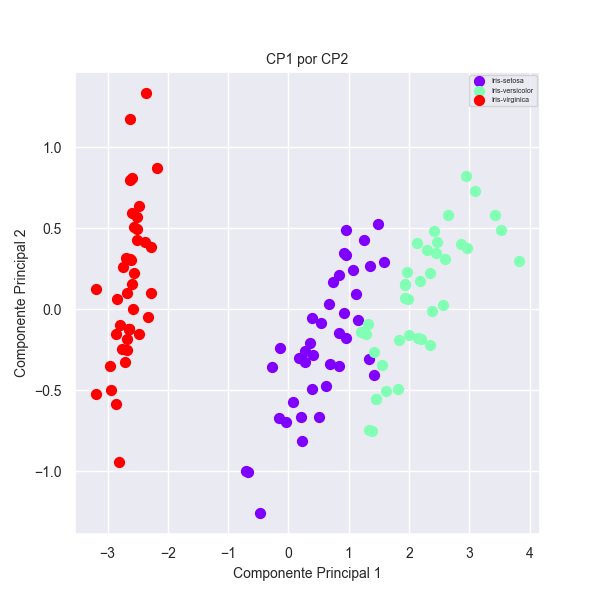 CP1 por CP2
Iris-setosa
Iris-versicolor
Iris-virginica
1.0
0.5
0.0
−0.5
−1.0
Componente Principal 2
−3 −2 −1 0 1 2 3 4
Componente Principal 1